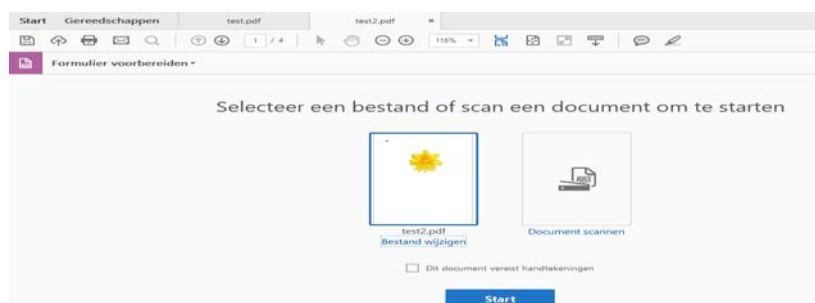 Start Gereedschappen test.pdf test2.pdf ×
1 / 4 118%
Formulier voorbereiden
Selecteer een bestand of scan een document om te starten
test2.pdf Document scannen
Bestand wijzigen
Dit document vereist handtekeningen
Start